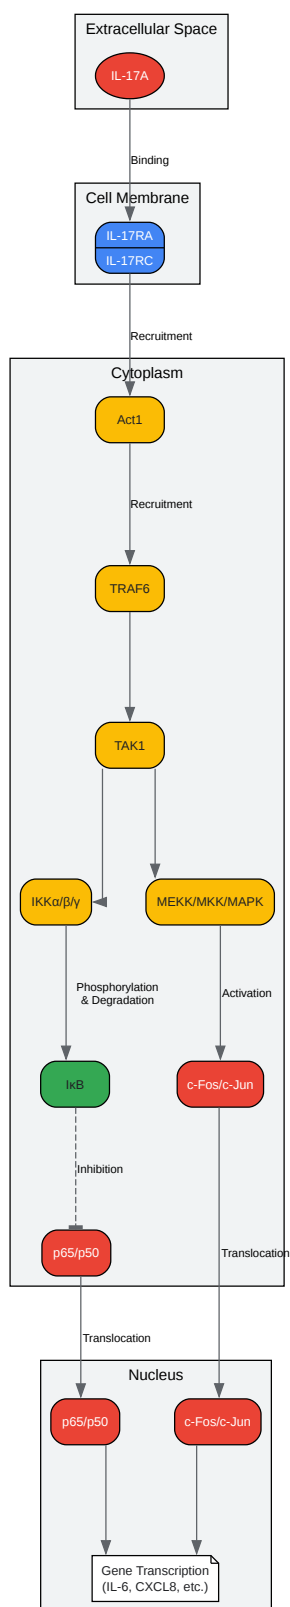 Extracellular Space
IL-17A
Binding
Cell Membrane
IL-17RA
IL-17RC
Recruitment
Cytoplasm
Act1
Recruitment
TRAF6
TAK1
IKKα/β/γ
MEKK/MKK/MAPK
Phosphorylation
& Degradation
Activation
IκB
c-Fos/c-Jun
Inhibition
p65/p50
Translocation
Translocation
Nucleus
p65/p50
c-Fos/c-Jun
Gene Transcription
(IL-6, CXCL8, etc.)